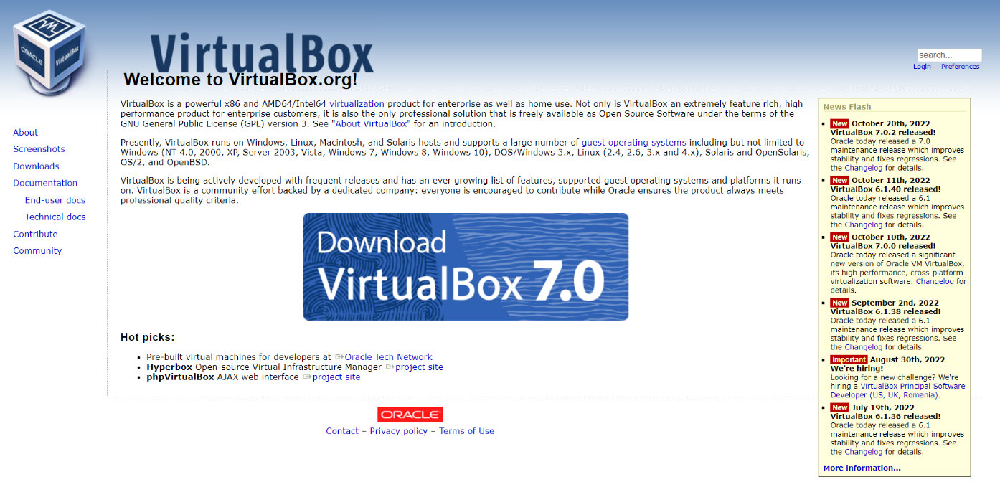 ORACLE
VirtualBox
VirtualBox
search...
Login Preferences
Welcome to VirtualBox.org!
About
Screenshots
Downloads
Documentation
End-user docs
Technical docs
Contribute
Community
VirtualBox is a powerful x86 and AMD64/Intel64 virtualization product for enterprise as well as home use. Not only is VirtualBox an extremely feature rich, high
performance product for enterprise customers, it is also the only professional solution that is freely available as Open Source Software under the terms of the
GNU General Public License (GPL) version 3. See "About VirtualBox" for an introduction.
Presently, VirtualBox runs on Windows, Linux, Macintosh, and Solaris hosts and supports a large number of guest operating systems including but not limited to
Windows (NT 4.0, 2000, XP, Server 2003, Vista, Windows 7, Windows 8, Windows 10), DOS/Windows 3.x, Linux (2.4, 2.6, 3.x and 4.x), Solaris and OpenSolaris,
OS/2, and OpenBSD.
VirtualBox is being actively developed with frequent releases and has an ever growing list of features, supported guest operating systems and platforms it runs
on. VirtualBox is a community effort backed by a dedicated company: everyone is encouraged to contribute while Oracle ensures the product always meets
professional quality criteria.
Download
VirtualBox 7.0
Hot picks:
Pre-built virtual machines for developers at Oracle Tech Network
Hyperbox Open-source Virtual Infrastructure Manager project site
phpVirtualBox AJAX web interface project site
News Flash
New October 20th, 2022
VirtualBox 7.0.2 released!
Oracle today released a 7.0
maintenance release which improves
stability and fixes regressions. See
the Changelog for details.
New October 11th, 2022
VirtualBox 6.1.40 released!
Oracle today released a 6.1
maintenance release which improves
stability and fixes regressions. See
the Changelog for details.
New October 10th, 2022
VirtualBox 7.0.0 released!
Oracle today released a significant
new version of Oracle VM VirtualBox,
its high performance, cross-platform
virtualization software. Changelog for
details.
New September 2nd, 2022
VirtualBox 6.1.38 released!
Oracle today released a 6.1
maintenance release which improves
stability and fixes regressions. See
the Changelog for details.
Important August 30th, 2022
We're hiring!
Looking for a new challenge? We're
hiring a VirtualBox Principal Software
Developer (US, UK, Romania).
New July 19th, 2022
VirtualBox 6.1.36 released!
Oracle today released a 6.1
maintenance release which improves
stability and fixes regressions. See
the Changelog for details.
More information...
ORACLE
Contact – Privacy policy – Terms of Use